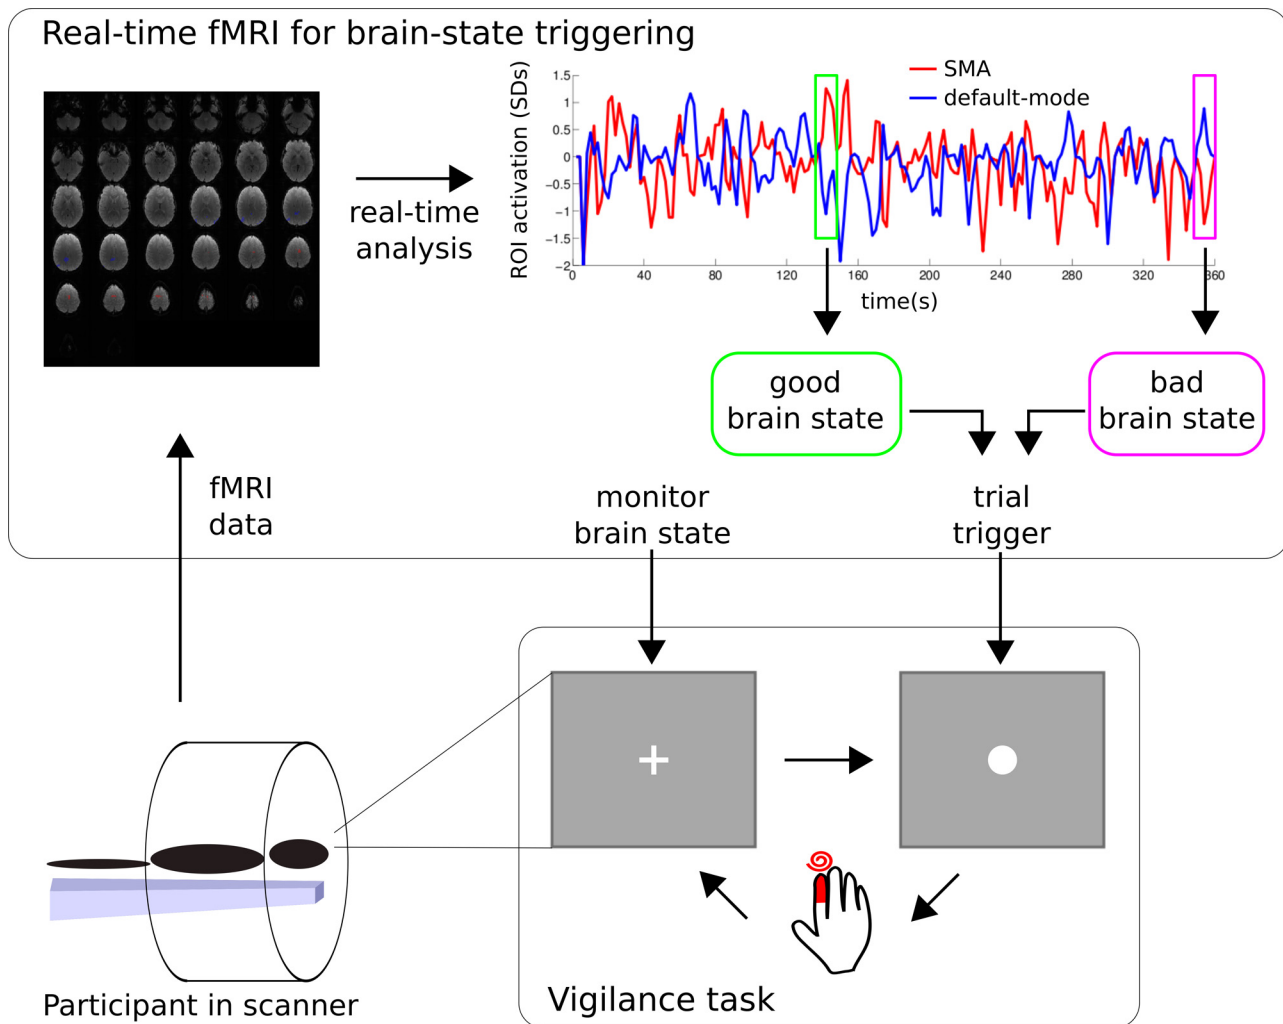 Real-time fMRI for brain-state triggering
real-time
analysis
ROI activation (SDs)
1.5
1
0.5
0
−0.5
−1
−1.5
−2
SMA
default-mode
0 40 80 120 160 200 240 280 320 360
time(s)
good
brain state
bad
brain state
fMRI
data
monitor
brain state
trial
trigger
Participant in scanner
Vigilance task